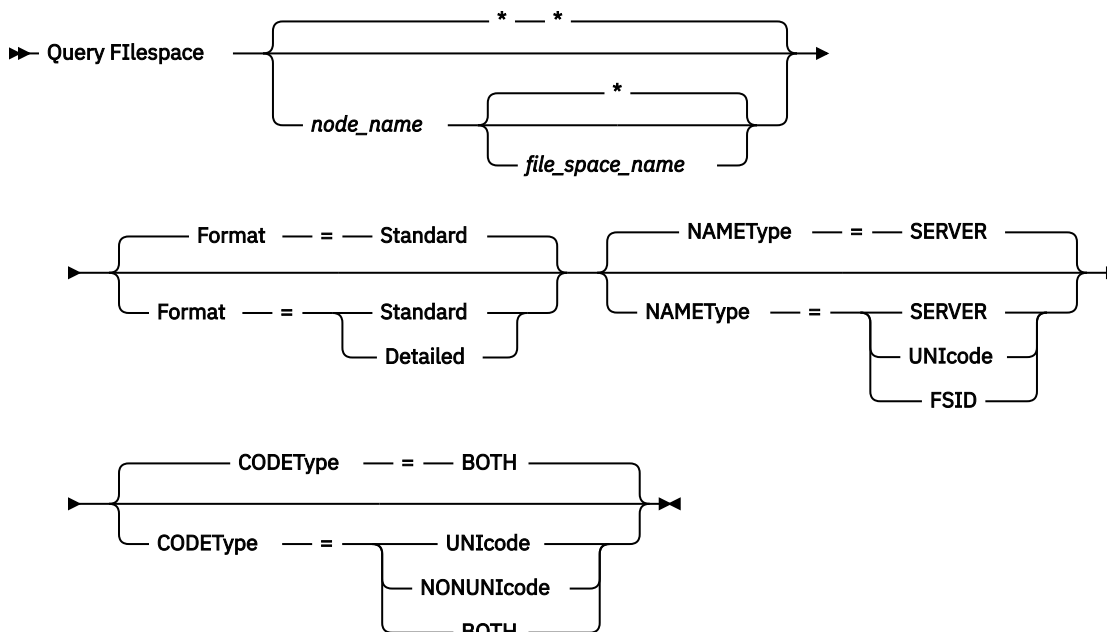 * *
Query FIlespace
*
node_name
file_space_name
Format = Standard NAMEType = SERVER
Format = Standard NAMEType = SERVER
Detailed UNIcode
FSID
CODEType = BOTH
CODEType = UNIcode
NONUNIcode
BOTH